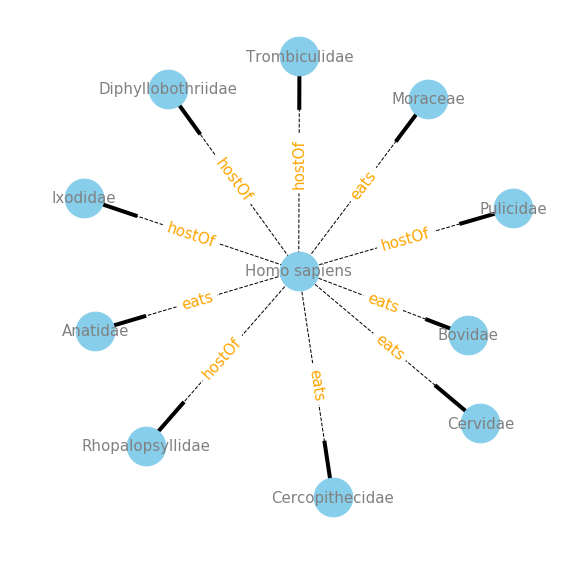 Trombiculidae
Diphyllobothriidae
Moraceae
hostOf
hostOf
eats
Ixodidae
Pulicidae
hostOf
hostOf
Homo sapiens
eats
eats
Anatidae
Bovidae
hostOf
eats
eats
Cervidae
Rhopalopsyllidae
Cercopithecidae